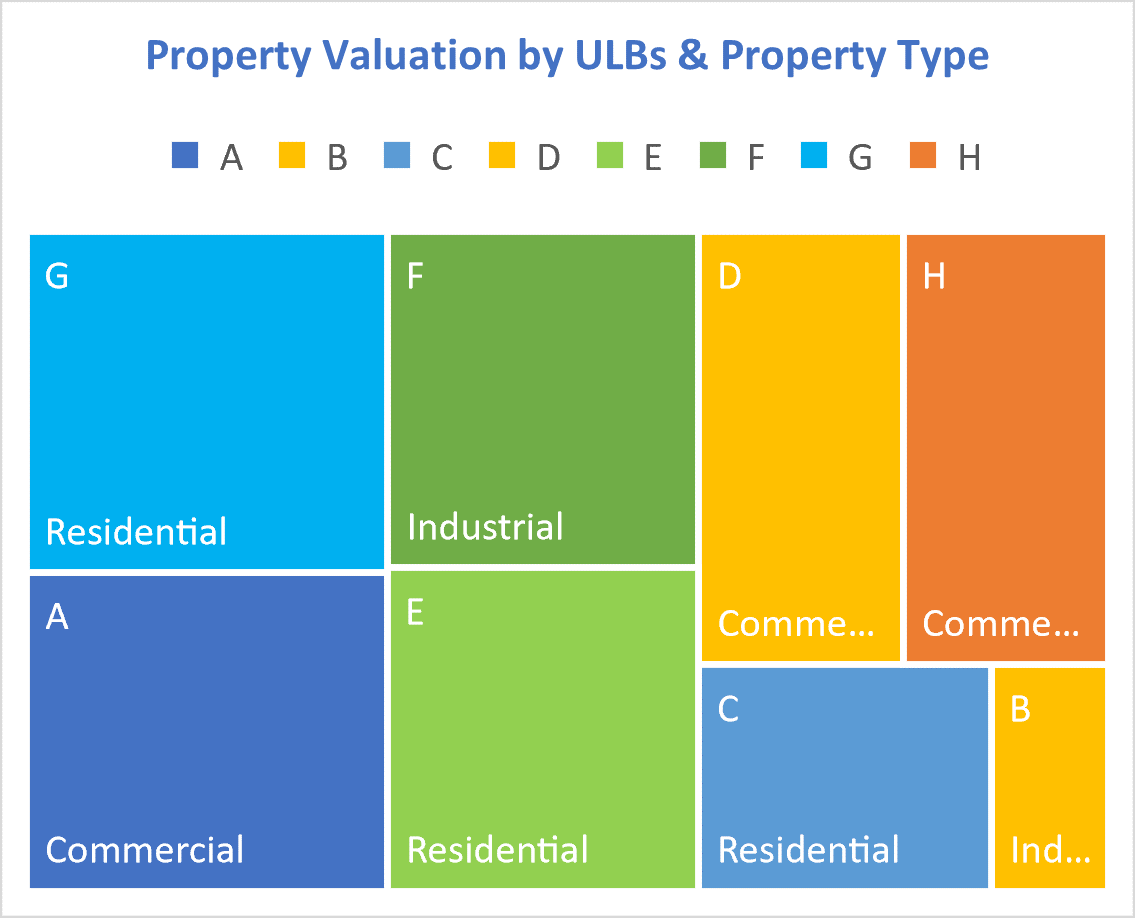 Property Valuation by ULBs & Property Type
A B C D E F G H
G
Residential
A
Commercial
F
Industrial
E
Residential
D
Comme...
H
Comme...
C
Residential
B
Ind...